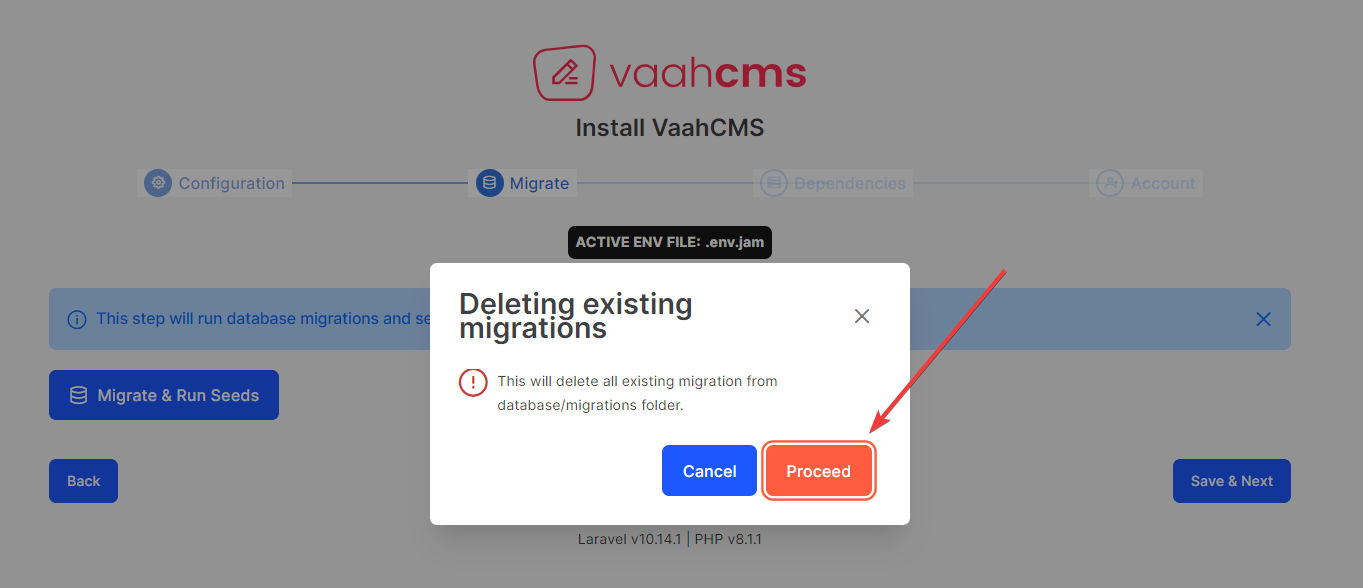 vaahcms
Install VaahCMS
Configuration
Migrate
Dependencies
Account
ACTIVE ENV FILE: .env.jam
This step will run database migrations and
Deleting existing
migrations
This will delete all existing migration from
database/migrations folder.
Migrate & Run Seeds
Cancel
Proceed
Back
Save & Next
Laravel v10.14.1 | PHP v8.1.1